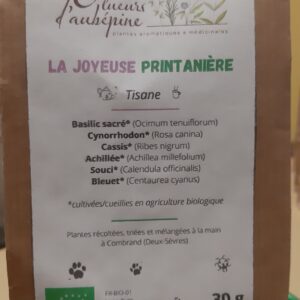 lueurs
d'aubépine
plantes aromatiques & médicinales
LA JOYEUSE PRINTANIÈRE
Tisane
Basilic sacré* (Ocimum tenuiflorum)
Cynorrhodon* (Rosa canina)
Cassis* (Ribes nigrum)
Achillée* (Achillea millefolium)
Souci* (Calendula officinalis)
Bleuet* (Centaurea cyanus)
*cultivées/cueillies en agriculture biologique
Plantes récoltées, triées et mélangées à la main
à Combrand (Deux-Sèvres)
FR-BIO-01
30 g